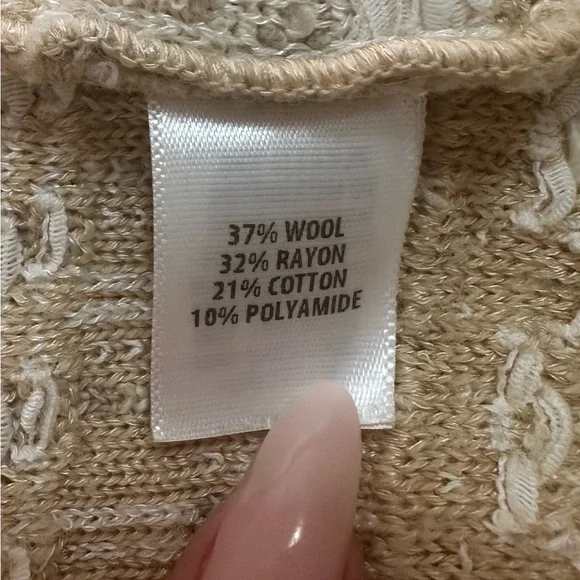 37% WOOL
32% RAYON
21% COTTON
10% POLYAMIDE